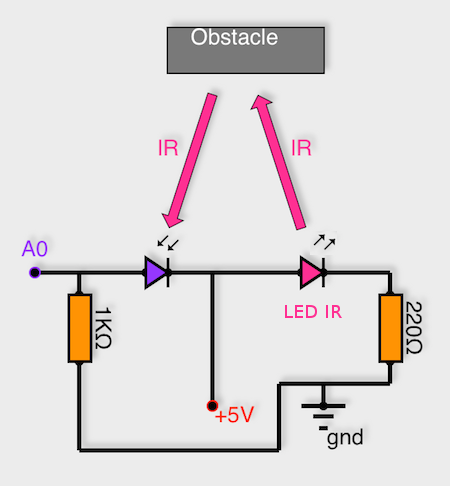 Obstacle
IR
IR
A0
LED IR
1KΩ
220Ω
+5V
gnd